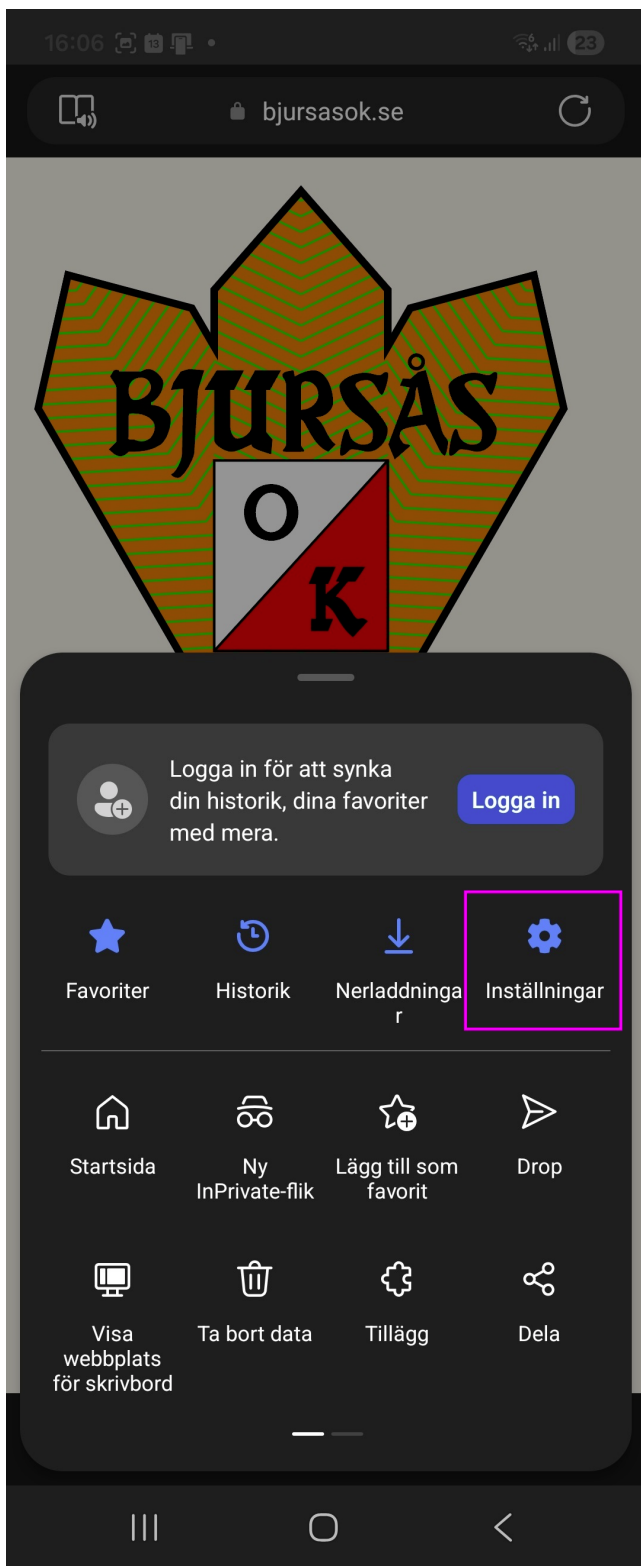 16:06
13
6
23
bjursasok.se
BJURSÅS
O
K
Logga in för att synka
din historik, dina favoriter
med mera.
Logga in
Favoriter
Historik
Nerladdninga
r
Inställningar
Startsida
Ny
InPrivate-flik
Lägg till som
favorit
Drop
Visa
webbplats
för skrivbord
Ta bort data
Tillägg
Dela